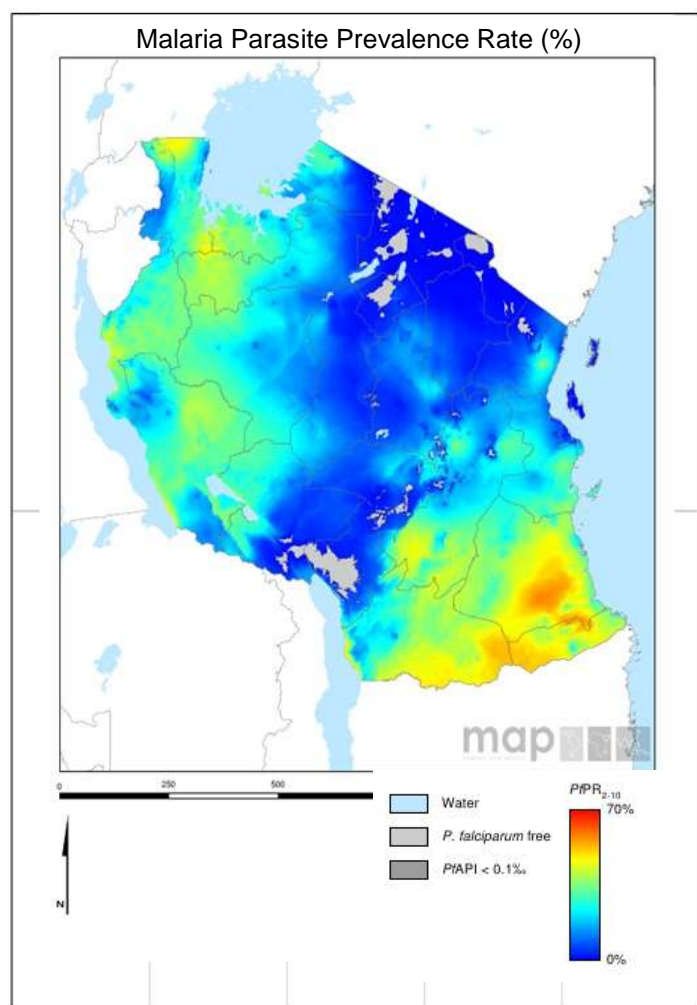 Malaria Parasite Prevalence Rate (%)
map
0 250 500
Water
P. falciparum free
PfAPI < 0.1‰
PfPR2-10
70%
0%
N